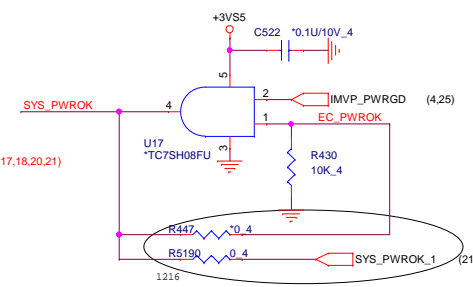 +3VS5
C522 *0.1U/10V_4
5
SYS_PWROK 4
2 IMVP_PWRGD (4,25)
1 EC_PWROK
U17
*TC7SH08FU
3
17,18,20,21)
R430
10K_4
R447 *0_4
R5190 0_4
SYS_PWROK_1 (21
1216